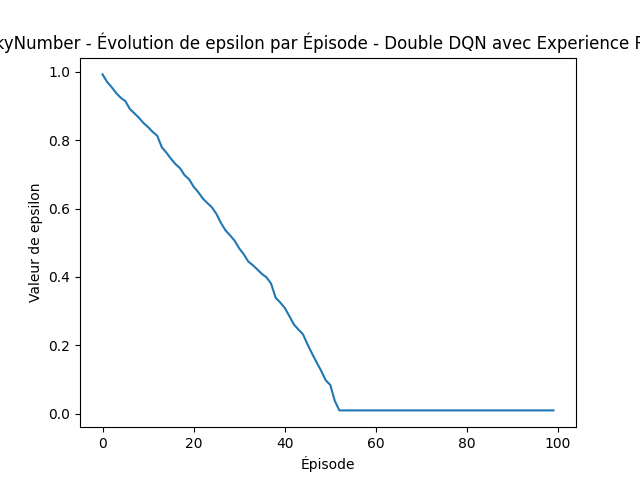 kyNumber - Évolution de epsilon par Épisode - Double DQN avec Experience R
Valeur de epsilon
1.0
0.8
0.6
0.4
0.2
0.0
0 20 40 60 80 100
Épisode